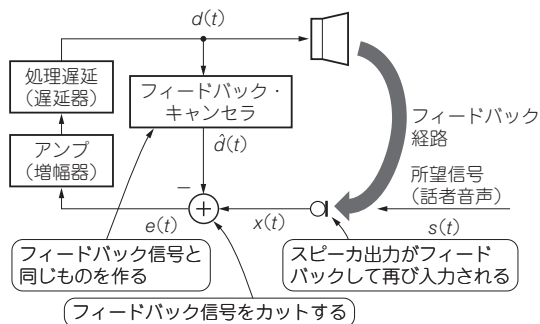 d(t)
処理遅延
（遅延器）
フィードバック・
キャンセラ
フィードバック
経路
アンプ
（増幅器）
d̂(t)
所望信号
（話者音声）
−
+
e(t)
x(t)
s(t)
フィードバック信号と
同じものを作る
スピーカ出力がフィード
バックして再び入力される
フィードバック信号をカットする